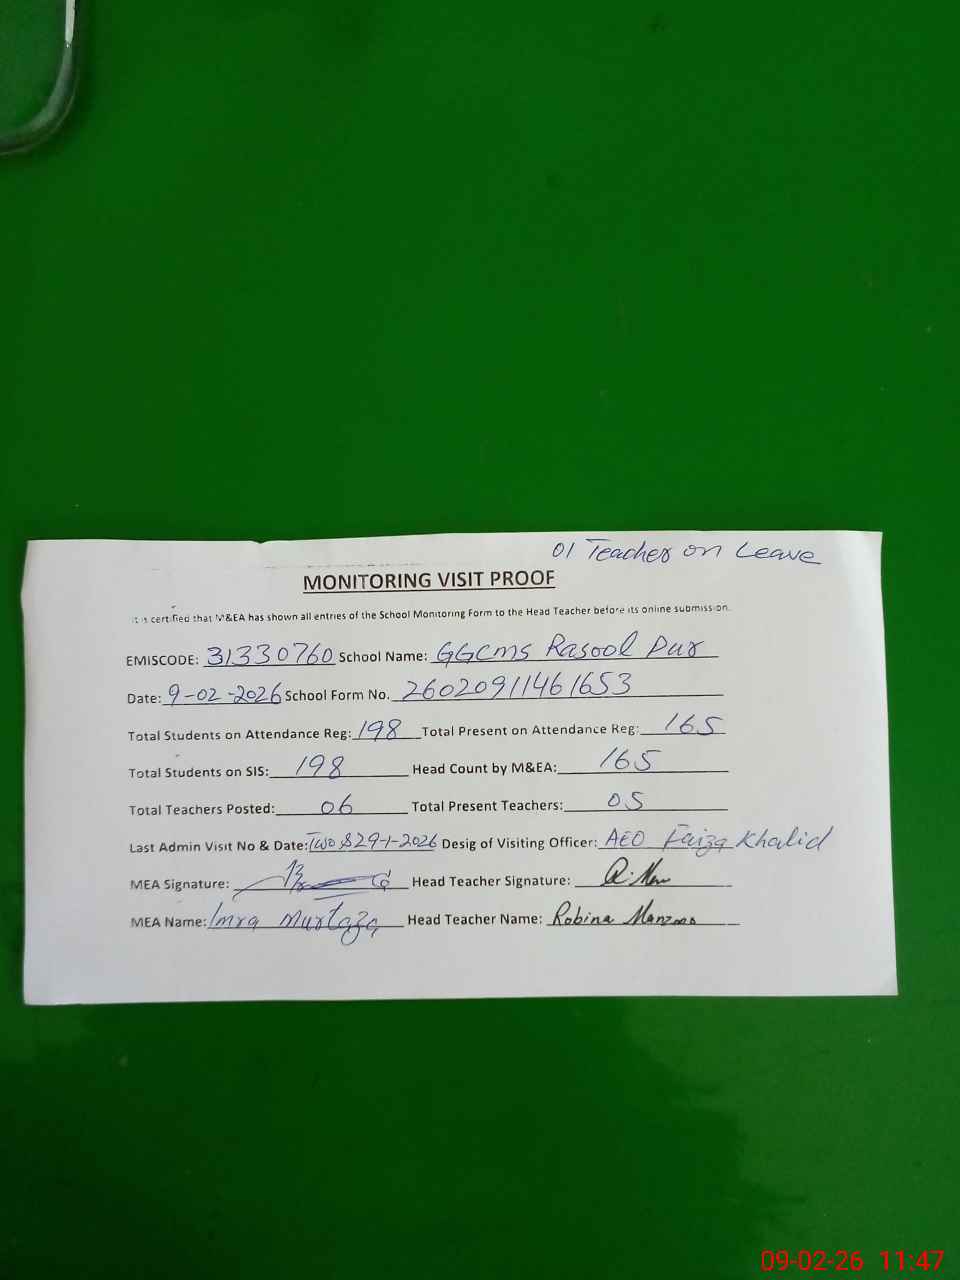 01 Teacher on Leave
MONITORING VISIT PROOF
It is certified that M&EA has shown all entries of the School Monitoring Form to the Head Teacher before its online submission.
EMISCODE: 31330760 School Name: GGCMS Rasool Pur
Date: 9-02-2026 School Form No. 26020911461653
Total Students on Attendance Reg: 198 Total Present on Attendance Reg: 165
Total Students on SIS: 198 Head Count by M&EA: 165
Total Teachers Posted: 06 Total Present Teachers: 05
Last Admin Visit No & Date: Two & 29-1-2026 Desig of Visiting Officer: AEO Faiza Khalid
MEA Signature: Head Teacher Signature:
MEA Name: Imra Murtaza Head Teacher Name: Robina Manzoor
09-02-26 11:47